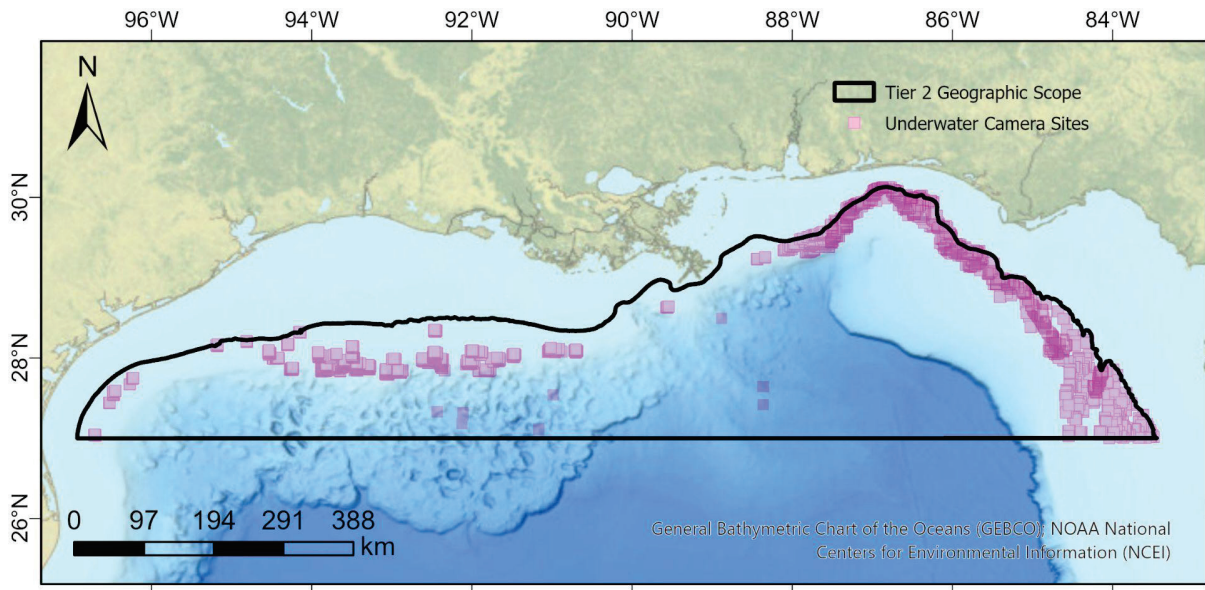 96°W 94°W 92°W 90°W 88°W 86°W 84°W
N
Tier 2 Geographic Scope
Underwater Camera Sites
30°N
28°N
26°N
0 97 194 291 388
km
General Bathymetric Chart of the Oceans (GEBCO); NOAA National
Centers for Environmental Information (NCEI)